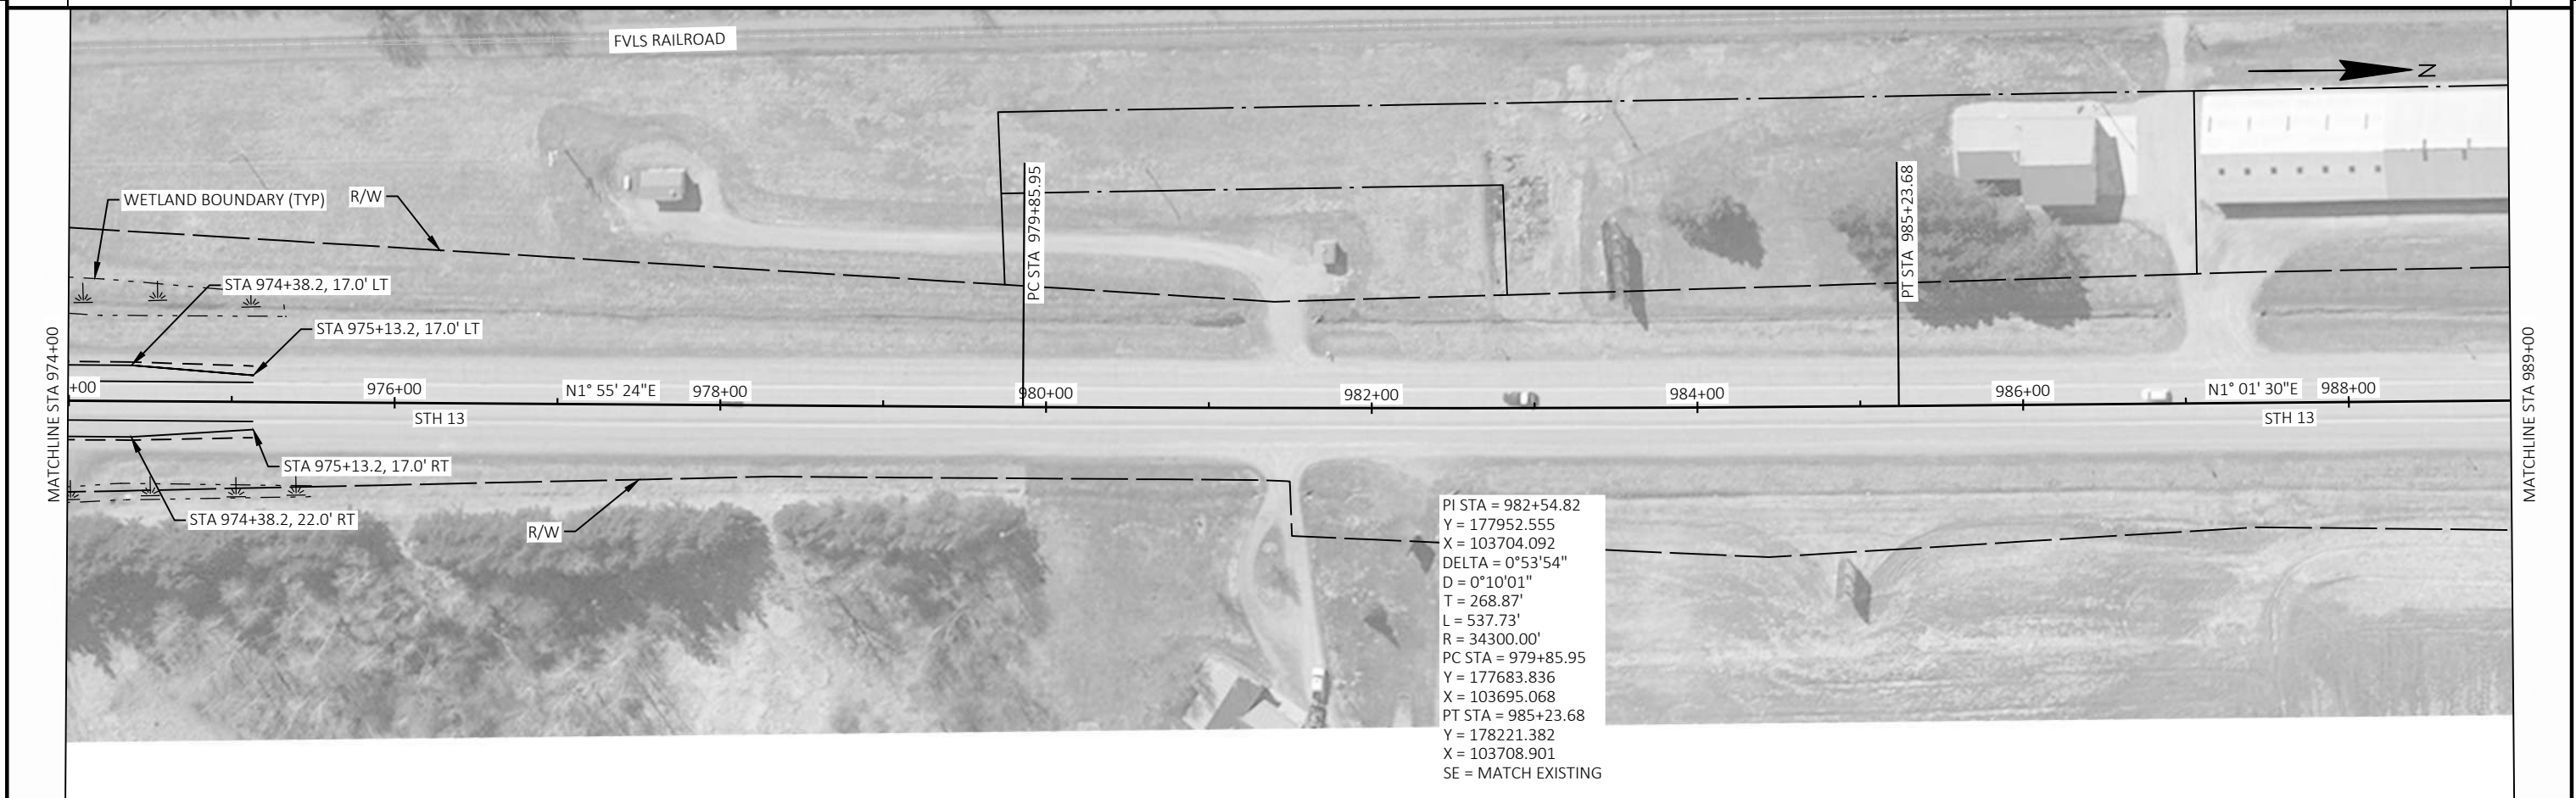 FVLS RAILROAD
N
WETLAND BOUNDARY (TYP)
R/W
PC STA 979+85.95
PT STA 985+23.68
STA 974+38.2, 17.0' LT
STA 975+13.2, 17.0' LT
MATCHLINE STA 974+00
MATCHLINE STA 989+00
+00
976+00
N1° 55' 24"E
978+00
980+00
982+00
984+00
986+00
N1° 01' 30"E
988+00
STH 13
STH 13
STA 975+13.2, 17.0' RT
STA 974+38.2, 22.0' RT
R/W
PI STA = 982+54.82
Y = 177952.555
X = 103704.092
DELTA = 0°53'54"
D = 0°10'01"
T = 268.87'
L = 537.73'
R = 34300.00'
PC STA = 979+85.95
Y = 177683.836
X = 103695.068
PT STA = 985+23.68
Y = 178221.382
X = 103708.901
SE = MATCH EXISTING